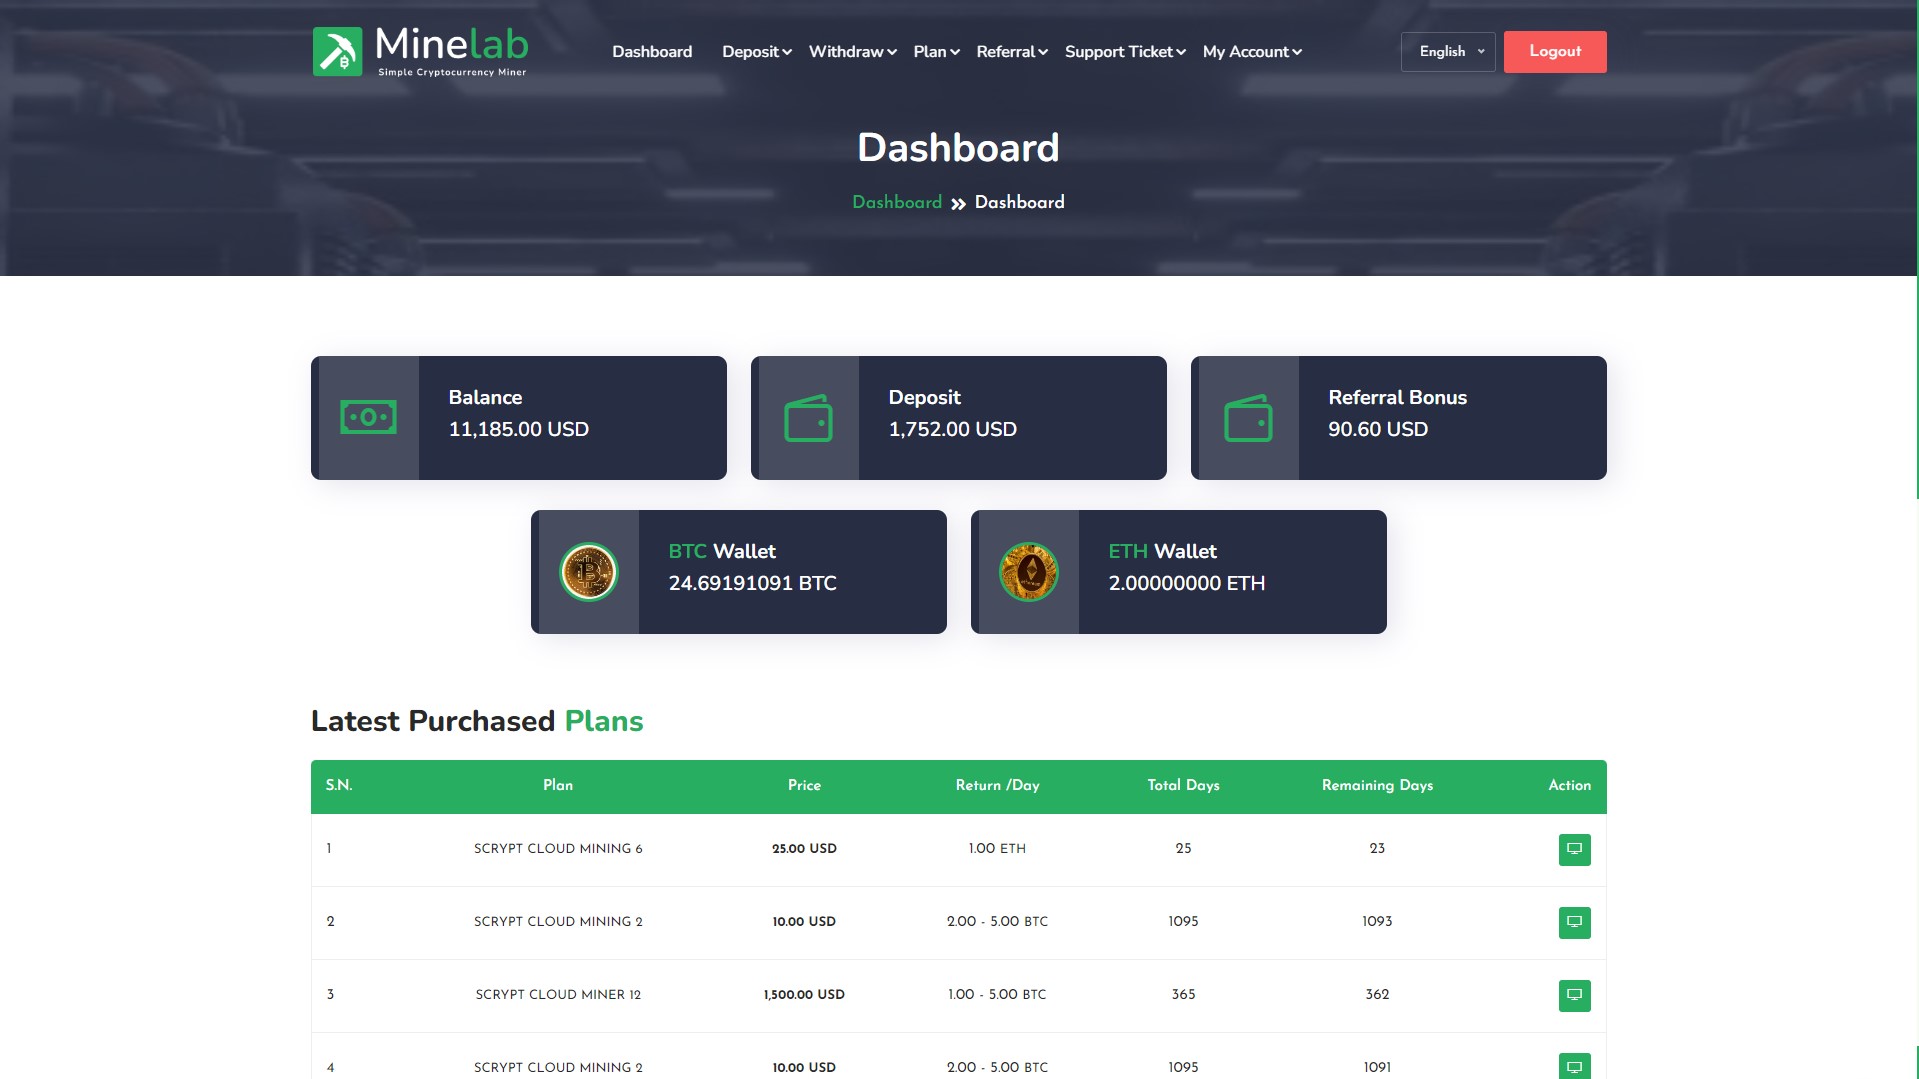 Minelab
Simple Cryptocurrency Miner
Dashboard Deposit Withdraw Plan Referral Support Ticket My Account
English Logout
Dashboard
Dashboard » Dashboard
Balance
11,185.00 USD
Deposit
1,752.00 USD
Referral Bonus
90.60 USD
BTC Wallet
24.69191091 BTC
ETH Wallet
2.00000000 ETH
Latest Purchased Plans
S.N. Plan Price Return /Day Total Days Remaining Days Action
1 SCRYPT CLOUD MINING 6 25.00 USD 1.00 ETH 25 23
2 SCRYPT CLOUD MINING 2 10.00 USD 2.00 - 5.00 BTC 1095 1093
3 SCRYPT CLOUD MINER 12 1,500.00 USD 1.00 - 5.00 BTC 365 362
4 SCRYPT CLOUD MINING 2 10.00 USD 2.00 - 5.00 BTC 1095 1091